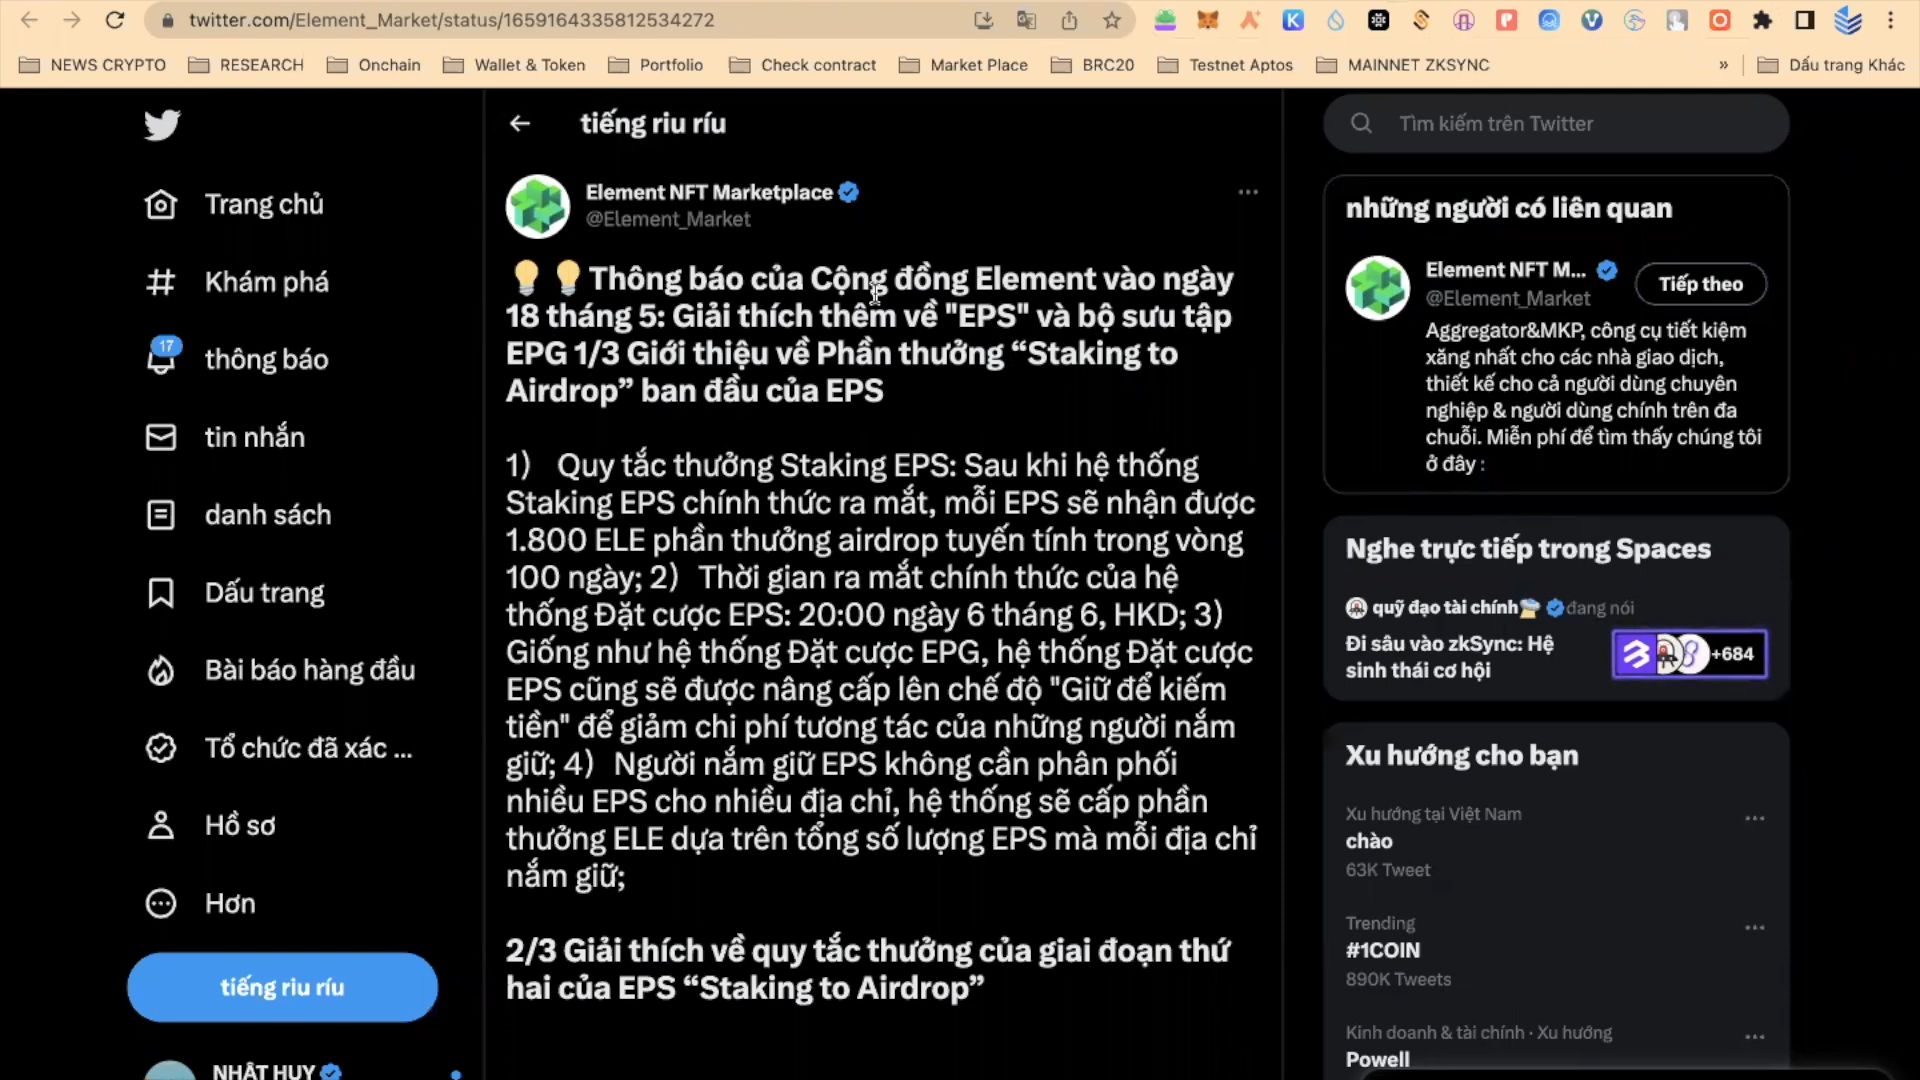 twitter.com/Element_Market/status/1659164335812534272
NEWS CRYPTO
RESEARCH
Onchain
Wallet & Token
Portfolio
Check contract
Market Place
BRC20
Testnet Aptos
MAINNET ZKSYNC
»
Dấu trang Khác
Trang chủ
Khám phá
17
thông báo
tin nhắn
danh sách
Dấu trang
Bài báo hàng đầu
Tổ chức đã xác ...
Hồ sơ
Hơn
tiếng riu ríu
NHẬT HUY
tiếng riu ríu
Element NFT Marketplace
@Element_Market
Thông báo của Cộng đồng Element vào ngày
18 tháng 5: Giải thích thêm về "EPS" và bộ sưu tập
EPG 1/3 Giới thiệu về Phần thưởng “Staking to
Airdrop” ban đầu của EPS
1) Quy tắc thưởng Staking EPS: Sau khi hệ thống
Staking EPS chính thức ra mắt, mỗi EPS sẽ nhận được
1.800 ELE phần thưởng airdrop tuyến tính trong vòng
100 ngày; 2) Thời gian ra mắt chính thức của hệ
thống Đặt cược EPS: 20:00 ngày 6 tháng 6, HKD; 3)
Giống như hệ thống Đặt cược EPG, hệ thống Đặt cược
EPS cũng sẽ được nâng cấp lên chế độ "Giữ để kiếm
tiền" để giảm chi phí tương tác của những người nắm
giữ; 4) Người nắm giữ EPS không cần phân phối
nhiều EPS cho nhiều địa chỉ, hệ thống sẽ cấp phần
thưởng ELE dựa trên tổng số lượng EPS mà mỗi địa chỉ
nắm giữ;
2/3 Giải thích về quy tắc thưởng của giai đoạn thứ
hai của EPS “Staking to Airdrop”
Tìm kiếm trên Twitter
những người có liên quan
Element NFT M...
@Element_Market
Tiếp theo
Aggregator&MKP, công cụ tiết kiệm
xăng nhất cho các nhà giao dịch,
thiết kế cho cả người dùng chuyên
nghiệp & người dùng chính trên đa
chuỗi. Miễn phí để tìm thấy chúng tôi
ở đây :
Nghe trực tiếp trong Spaces
quỹ đạo tài chính đang nói
Đi sâu vào zkSync: Hệ
sinh thái cơ hội
+684
Xu hướng cho bạn
Xu hướng tại Việt Nam
chào
63K Tweet
Trending
#1COIN
890K Tweets
Kinh doanh & tài chính · Xu hướng
Powell